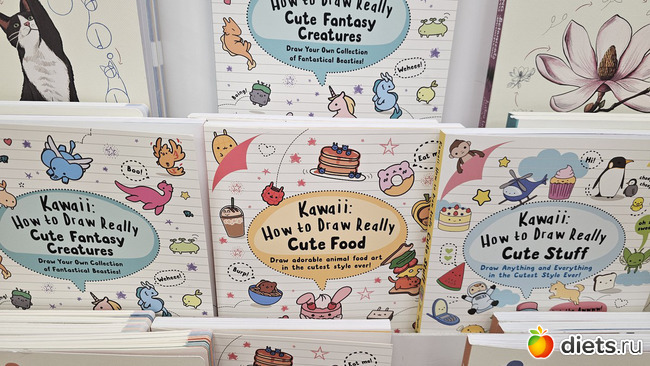 How to Draw Really
Cute Fantasy
Creatures
Draw Your Own Collection
of Fantastical Beasties!
Weheee!
Kawaii:
How to Draw Really
Cute Fantasy
Creatures
Draw Your Own Collection
of Fantastical Beasties!
Boo!
Weheee!
Kawaii:
How to Draw Really
Cute Food
Draw adorable animal food art
in the cutest style ever!
Eat me!
Burp!
Kawaii:
How to Draw Really
Cute Stuff
Draw Anything and Everything
in the Cutest Style Ever!
Hi!
Eat me!
diets.ru